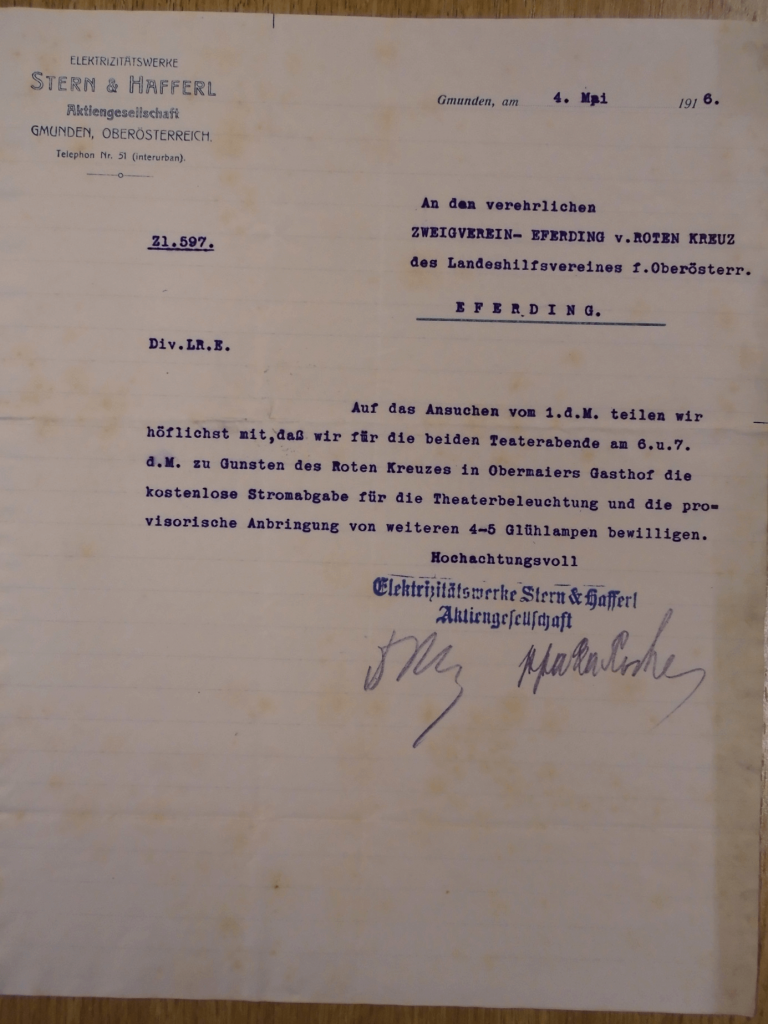 ELEKTRIZITÄTSWERKE
STERN & HAFFERL
Aktiengesellschaft
GMUNDEN, OBERÖSTERREICH.
Telephon Nr. 51 (interurban).
Gmunden, am 4. Mai 1916.
An den verehrlichen
ZWEIGVEREIN- EFERDING v.ROTEN KREUZ
des Landeshilfsvereines f.Oberösterr.
Zl.597.
EFERDING.
Div.LR.E.
Auf das Ansuchen vom 1.d.M. teilen wir
höflichst mit,daß wir für die beiden Teaterabende am 6.u.7.
d.M. zu Gunsten des Roten Kreuzes in Obermaiers Gasthof die
kostenlose Stromabgabe für die Theaterbeleuchtung und die pro=
visorische Anbringung von weiteren 4-5 Glühlampen bewilligen.
Hochachtungsvoll
Elektrizitätswerke Stern & Hafferl
Aktiengesellschaft